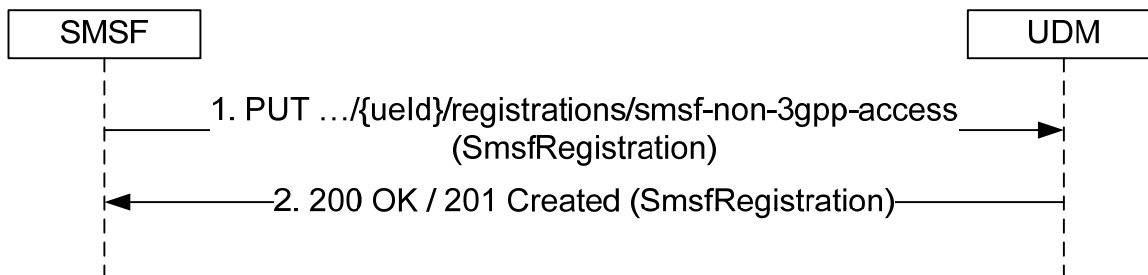 SMSF
UDM
1. PUT …/{ueId}/registrations/smsf-non-3gpp-access
(SmsfRegistration)
2. 200 OK / 201 Created (SmsfRegistration)